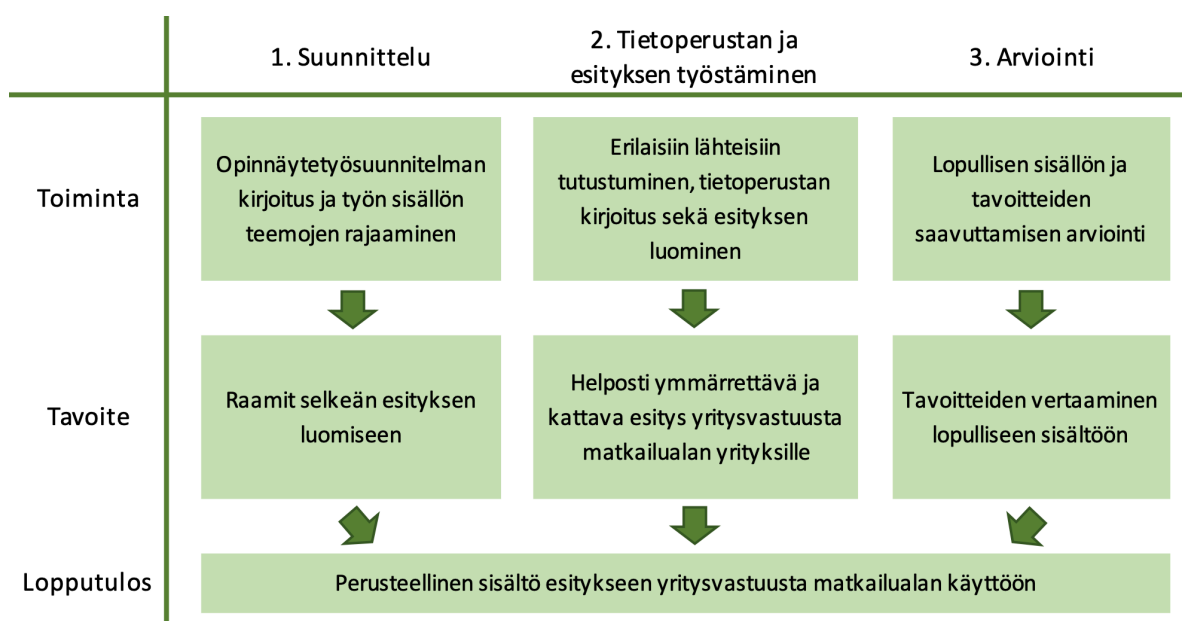 1. Suunnittelu
2. Tietoperustan ja
esityksen työstäminen
3. Arviointi
Toiminta
Opinnäytetyösuunnitelman
kirjoitus ja työn sisällön
teemojen rajaaminen
Erilaisiin lähteisiin
tutustuminen, tietoperustan
kirjoitus sekä esityksen
luominen
Lopullisen sisällön ja
tavoitteiden
saavuttamisen arviointi
Tavoite
Raamit selkeän esityksen
luomiseen
Helposti ymmärrettävä ja
kattava esitys yritysvastuusta
matkailualan yrityksille
Tavoitteiden vertaaminen
lopulliseen sisältöön
Lopputulos
Perusteellinen sisältö esitykseen yritysvastuusta matkailualan käyttöön